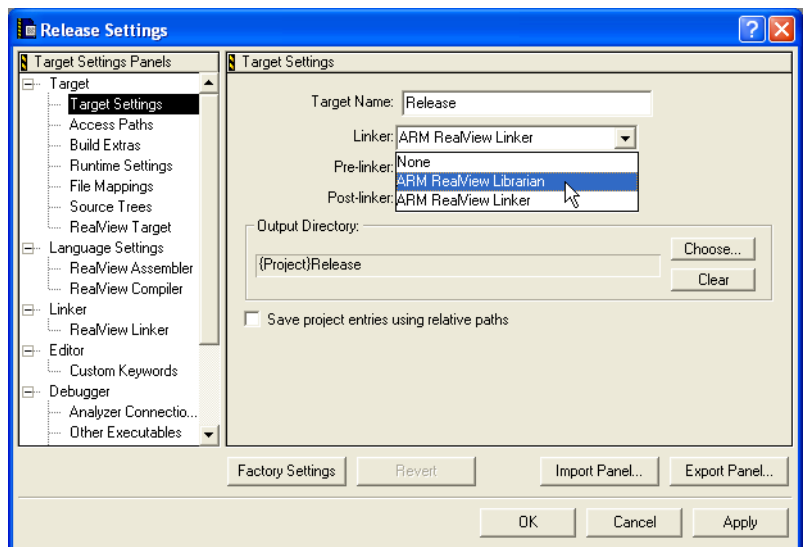 Release Settings
Target Settings Panels
Target
Target Settings
Access Paths
Build Extras
Runtime Settings
File Mappings
Source Trees
RealView Target
Language Settings
RealView Assembler
RealView Compiler
Linker
RealView Linker
Editor
Custom Keywords
Debugger
Analyzer Connectio...
Other Executables
Target Settings
Target Name: Release
Linker: ARM RealView Linker
Pre-linker: None
ARM RealView Librarian
Post-linker: ARM RealView Linker
Output Directory:
{Project}Release
Choose...
Clear
Save project entries using relative paths
Factory Settings Revert Import Panel... Export Panel...
OK Cancel Apply